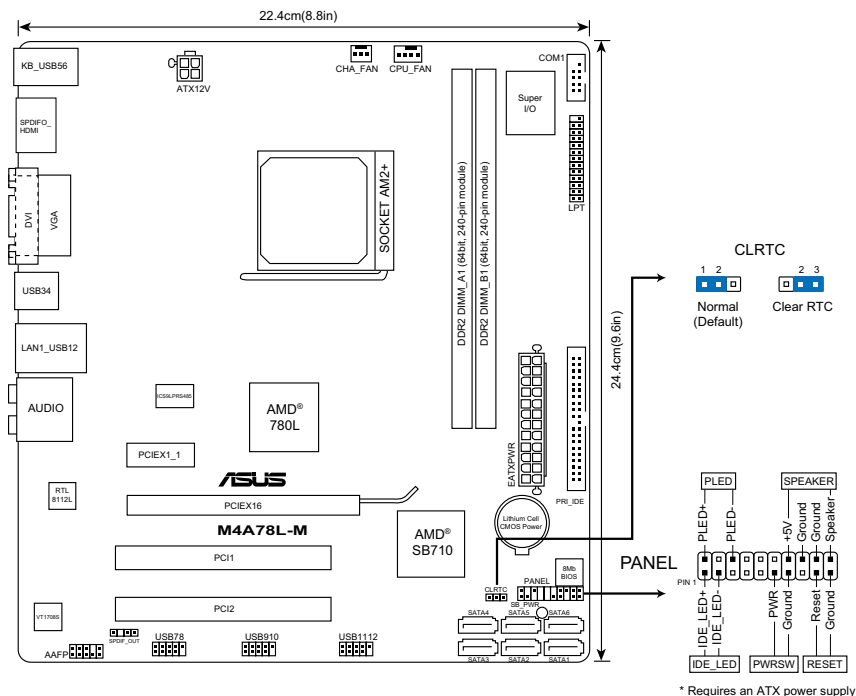 22.4cm(8.8in)
KB_USB56
ATX12V
CHA_FAN
CPU_FAN
COM1
SPDIFO_
HDMI
Super
I/O
LPT
DVI
VGA
SOCKET AM2+
DDR2 DIMM_A1 (64bit, 240-pin module)
DDR2 DIMM_B1 (64bit, 240-pin module)
24.4cm(9.6in)
CLRTC
1 2
2 3
Normal
(Default)
Clear RTC
USB34
LAN1_USB12
AUDIO
ICS9LPRS485
AMD®
780L
EATXPWR
PRI_IDE
PCIEX1_1
ASUS
RTL
8112L
PCIEX16
M4A78L-M
Lithium Cell
CMOS Power
AMD®
SB710
8Mb
BIOS
PCI1
CLRTC
PANEL
SB_PWR
PCI2
VT1708S
SPDIF_OUT
AAFP
USB78
USB910
USB1112
SATA4
SATA5
SATA6
SATA3
SATA2
SATA1
PLED
SPEAKER
PLED+
PLED-
+5V
Ground
Ground
Speaker
PANEL
PIN 1
IDE_LED+
IDE_LED-
PWR
Ground
Reset
Ground
IDE_LED
PWRSW
RESET
* Requires an ATX power supply